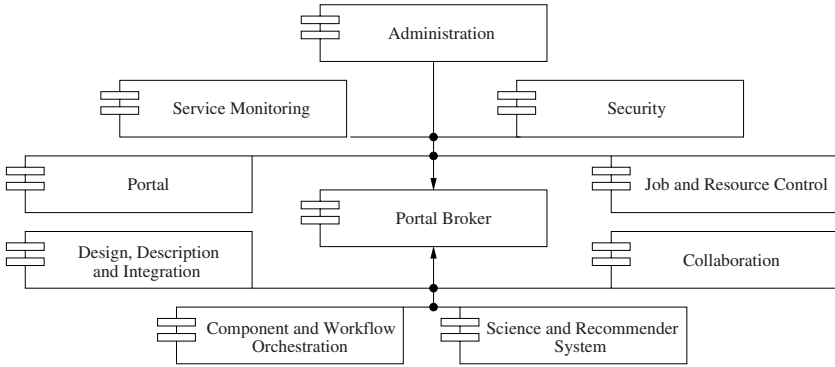 Administration
Service Monitoring
Security
Portal
Job and Resource Control
Portal Broker
Design, Description
and Integration
Collaboration
Component and Workflow
Orchestration
Science and Recommender
System